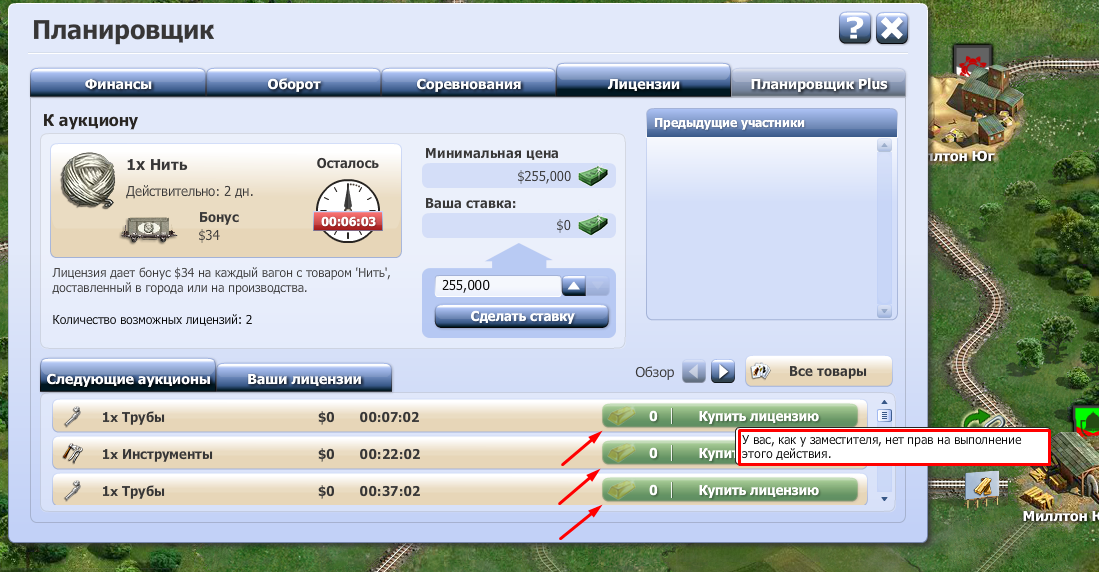 Планировщик
?
Финансы
Оборот
Соревнования
Лицензии
Планировщик Plus
К аукциону
1x Нить
Действительно: 2 дн.
Бонус
$34
Осталось
00:06:03
Лицензия дает бонус $34 на каждый вагон с товаром 'Нить',
доставленный в города или на производства.
Количество возможных лицензий: 2
Минимальная цена
$255,000
Ваша ставка:
$0
255,000
Сделать ставку
Предыдущие участники
Следующие аукционы
Ваши лицензии
Обзор
Все товары
1x Трубы $0 00:07:02 0 Купить лицензию
1x Инструменты $0 00:22:02 0 Купи
У вас, как у заместителя, нет прав на выполнение
этого действия.
1x Трубы $0 00:37:02 0 Купить лицензию
ллтон Юг
Миллтон Ю